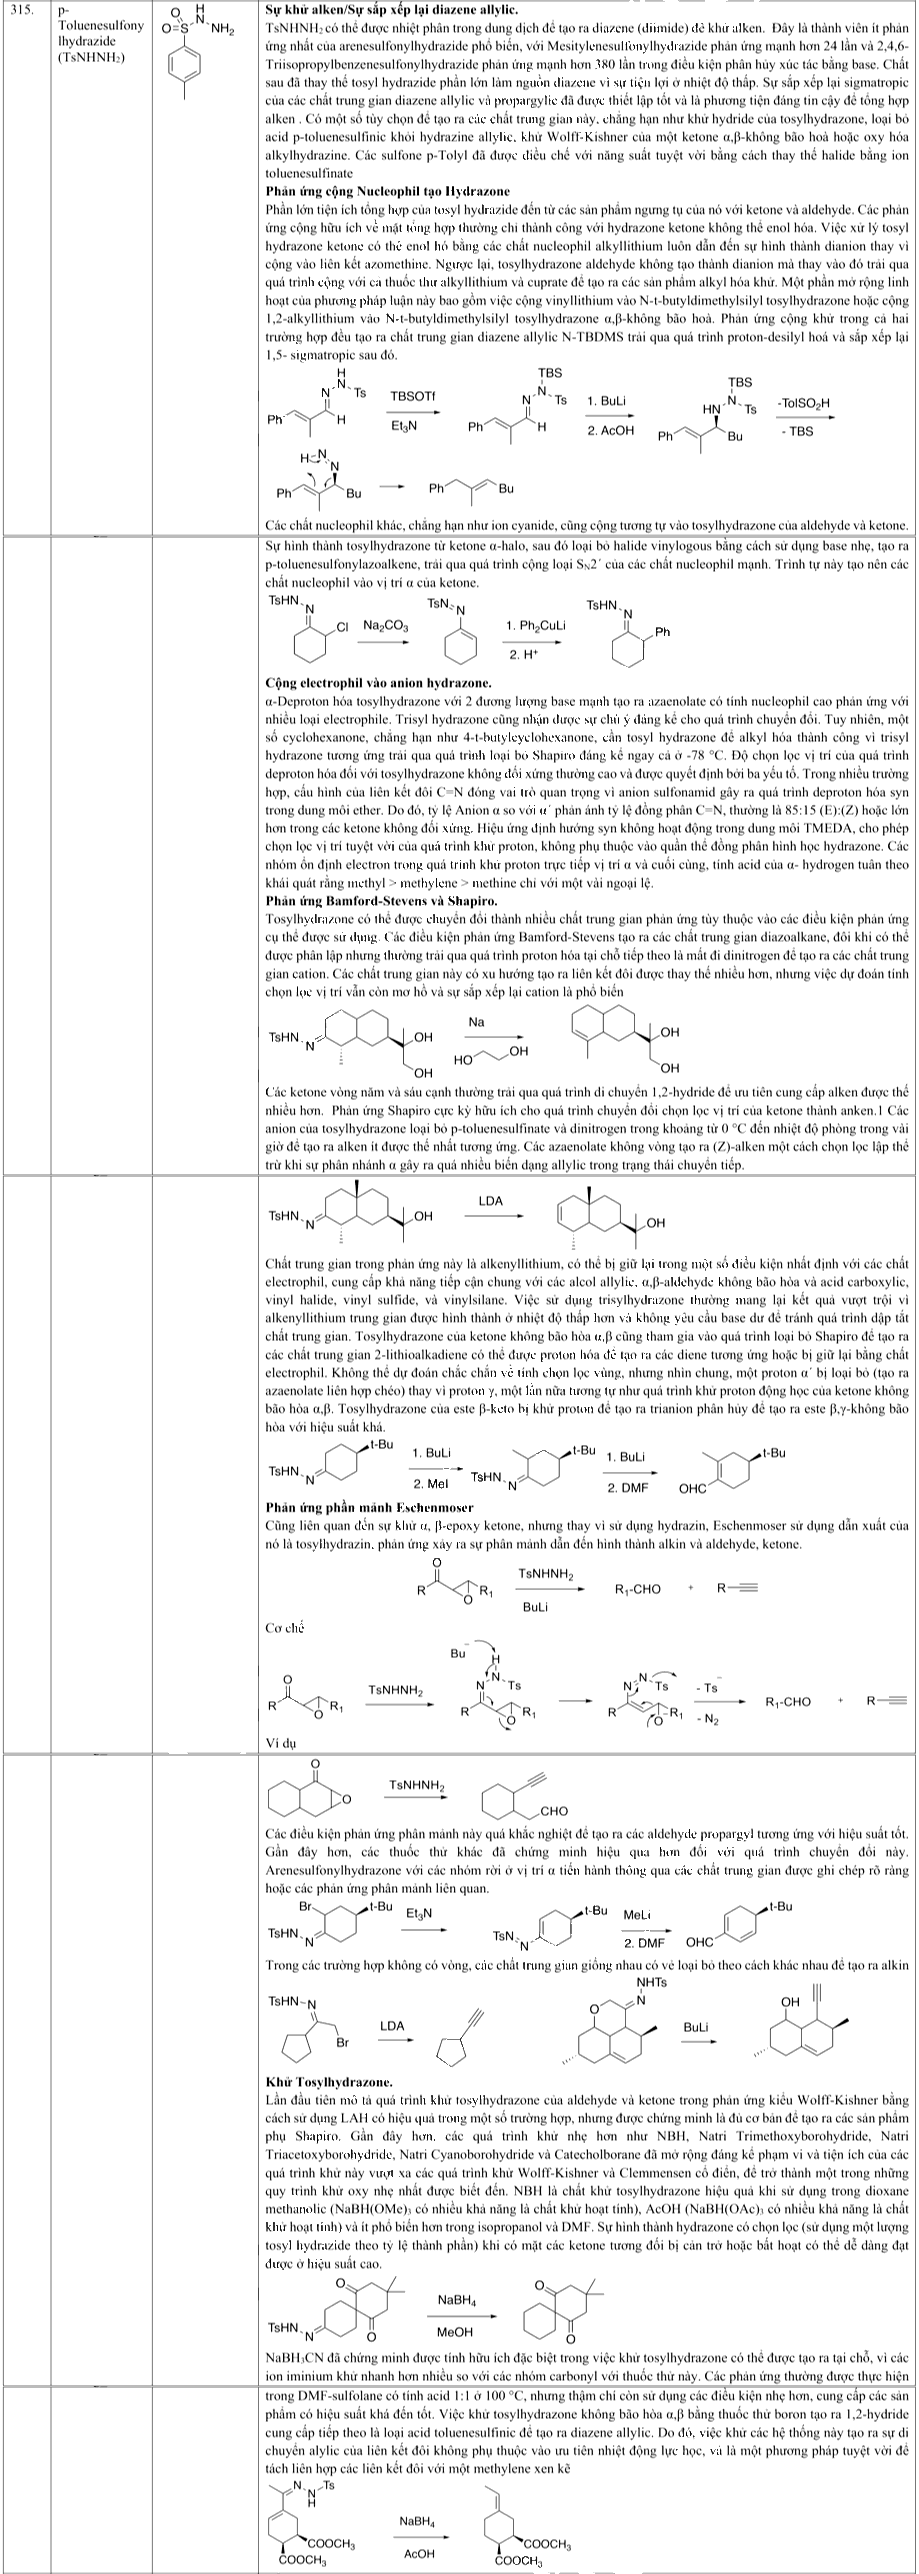 315.
p-
Toluenesulfony
lhydrazide
(TsNHNH₂)
O H
N
O=S NH₂
Sự khử alken/Sự sắp xếp lại diazene allylic.
TsNHNH₂ có thể được nhiệt phân trong dung dịch để tạo ra diazene (diimide) để khử alken. Đây là thành viên ít phản
ứng nhất của arenesulfonylhydrazide phổ biến, với Mesitylenesulfonylhydrazide phản ứng mạnh hơn 24 lần và 2,4,6-
Triisopropylbenzenesulfonylhydrazide phản ứng mạnh hơn 380 lần trong điều kiện phân hủy xúc tác bằng base. Chất
sau đã thay thế tosyl hydrazide phần lớn làm nguồn diazene vì sự tiện lợi ở nhiệt độ thấp. Sự sắp xếp lại sigmatropic
của các chất trung gian diazene allylic và propargylic đã được thiết lập tốt và là phương tiện đáng tin cậy để tổng hợp
alken . Có một số tùy chọn để tạo ra các chất trung gian này, chẳng hạn như khử hydride của tosylhydrazone, loại bỏ
acid p-toluenesulfinic khỏi hydrazine allylic, khử Wolff-Kishner của một ketone α,β-không bão hoà hoặc oxy hóa
alkylhydrazine. Các sulfone p-Tolyl đã được điều chế với năng suất tuyệt vời bằng cách thay thế halide bằng ion
toluenesulfinate
Phản ứng cộng Nucleophil tạo Hydrazone
Phần lớn tiện ích tổng hợp của tosyl hydrazide đến từ các sản phẩm ngưng tụ của nó với ketone và aldehyde. Các phản
ứng cộng hữu ích về mặt tổng hợp thường chỉ thành công với hydrazone ketone không thể enol hóa. Việc xử lý tosyl
hydrazone ketone có thể enol hó bằng các chất nucleophil alkyllithium luôn dẫn đến sự hình thành dianion thay vì
cộng vào liên kết azomethine. Ngược lại, tosylhydrazone aldehyde không tạo thành dianion mà thay vào đó trải qua
quá trình cộng với cả thuốc thử alkyllithium và cuprate để tạo ra các sản phẩm alkyl hóa khử. Một phần mở rộng linh
hoạt của phương pháp luận này bao gồm việc cộng vinyllithium vào N-t-butyldimethylsilyl tosylhydrazone hoặc cộng
1,2-alkyllithium vào N-t-butyldimethylsilyl tosylhydrazone α,β-không bão hoà. Phản ứng cộng khử trong cả hai
trường hợp đều tạo ra chất trung gian diazene allylic N-TBDMS trải qua quá trình proton-desilyl hoá và sắp xếp lại
1,5- sigmatropic sau đó.
H N N Ts Ph H TBSOTf Et₃N TBS N N Ts Ph H 1. BuLi 2. AcOH TBS HN N Ts Ph Bu -TolSO₂H - TBS
H N N Ph Bu Ph Bu
Các chất nucleophil khác, chẳng hạn như ion cyanide, cũng cộng tương tự vào tosylhydrazone của aldehyde và ketone.
Sự hình thành tosylhydrazone từ ketone α-halo, sau đó loại bỏ halide vinylogous bằng cách sử dụng base nhẹ, tạo ra
p-toluenesulfonylazoalkene, trải qua quá trình cộng loại S_N2´ của các chất nucleophil mạnh. Trình tự này tạo nên các
chất nucleophil vào vị trí α của ketone.
TsHN N Cl Na₂CO₃ TsN N 1. Ph₂CuLi 2. H⁺ TsHN N Ph
Cộng electrophil vào anion hydrazone.
α-Deproton hóa tosylhydrazone với 2 đương lượng base mạnh tạo ra azaenolate có tính nucleophil cao phản ứng với
nhiều loại electrophile. Trisyl hydrazone cũng nhận được sự chú ý đáng kể cho quá trình chuyển đổi. Tuy nhiên, một
số cyclohexanone, chẳng hạn như 4-t-butylcyclohexanone, cần tosyl hydrazone để alkyl hóa thành công vì trisyl
hydrazone tương ứng trải qua quá trình loại bỏ Shapiro đáng kể ngay cả ở -78 °C. Độ chọn lọc vị trí của quá trình
deproton hóa đối với tosylhydrazone không đối xứng thường cao và được quyết định bởi ba yếu tố. Trong nhiều trường
hợp, cấu hình của liên kết đôi C=N đóng vai trò quan trọng vì anion sulfonamid gây ra quá trình deproton hóa syn
trong dung môi ether. Do đó, tỷ lệ Anion α so với α´ phản ánh tỷ lệ đồng phân C=N, thường là 85:15 (E):(Z) hoặc lớn
hơn trong các ketone không đối xứng. Hiệu ứng định hướng syn không hoạt động trong dung môi TMEDA, cho phép
chọn lọc vị trí tuyệt vời của quá trình khử proton, không phụ thuộc vào quần thể đồng phân hình học hydrazone. Các
nhóm ổn định electron trong quá trình khử proton trực tiếp vị trí α và cuối cùng, tính acid của α- hydrogen tuân theo
khái quát rằng methyl > methylene > methine chỉ với một vài ngoại lệ.
Phản ứng Bamford-Stevens và Shapiro.
Tosylhydrazone có thể được chuyển đổi thành nhiều chất trung gian phản ứng tùy thuộc vào các điều kiện phản ứng
cụ thể được sử dụng. Các điều kiện phản ứng Bamford-Stevens tạo ra các chất trung gian diazoalkane, đôi khi có thể
được phân lập nhưng thường trải qua quá trình proton hóa tại chỗ tiếp theo là mất đi dinitrogen để tạo ra các chất trung
gian cation. Các chất trung gian này có xu hướng tạo ra liên kết đôi được thay thế nhiều hơn, nhưng việc dự đoán tính
chọn lọc vị trí vẫn còn mơ hồ và sự sắp xếp lại cation là phổ biến
TsHN N OH OH Na HO OH OH OH
Các ketone vòng năm và sáu cạnh thường trải qua quá trình di chuyển 1,2-hydride để ưu tiên cung cấp alken được thế
nhiều hơn. Phản ứng Shapiro cực kỳ hữu ích cho quá trình chuyển đổi chọn lọc vị trí của ketone thành anken.1 Các
anion của tosylhydrazone loại bỏ p-toluenesulfinate và dinitrogen trong khoảng từ 0 °C đến nhiệt độ phòng trong vài
giờ để tạo ra alken ít được thế nhất tương ứng. Các azaenolate không vòng tạo ra (Z)-alken một cách chọn lọc lập thể
trừ khi sự phân nhánh α gây ra quá nhiều biến dạng allylic trong trạng thái chuyển tiếp.
TsHN N OH LDA OH
Chất trung gian trong phản ứng này là alkenyllithium, có thể bị giữ lại trong một số điều kiện nhất định với các chất
electrophil, cung cấp khả năng tiếp cận chung với các alcol allylic, α,β-aldehyde không bão hòa và acid carboxylic,
vinyl halide, vinyl sulfide, và vinylsilane. Việc sử dụng trisylhydrazone thường mang lại kết quả vượt trội vì
alkenyllithium trung gian được hình thành ở nhiệt độ thấp hơn và không yêu cầu base dư để tránh quá trình dập tắt
chất trung gian. Tosylhydrazone của ketone không bão hòa α,β cũng tham gia vào quá trình loại bỏ Shapiro để tạo ra
các chất trung gian 2-lithioalkadiene có thể được proton hóa để tạo ra các diene tương ứng hoặc bị giữ lại bằng chất
electrophil. Không thể dự đoán chắc chắn về tính chọn lọc vùng, nhưng nhìn chung, một proton α´ bị loại bỏ (tạo ra
azaenolate liên hợp chéo) thay vì proton γ, một lần nữa tương tự như quá trình khử proton động học của ketone không
bão hòa α,β. Tosylhydrazone của este β-keto bị khử proton để tạo ra trianion phân hủy để tạo ra este β,γ-không bão
hòa với hiệu suất khá.
TsHN N t-Bu 1. BuLi 2. MeI TsHN N t-Bu 1. BuLi 2. DMF OHC t-Bu
Phản ứng phần mảnh Eschenmoser
Cũng liên quan đến sự khử α, β-epoxy ketone, nhưng thay vì sử dụng hydrazin, Eschenmoser sử dụng dẫn xuất của
nó là tosylhydrazin, phản ứng xảy ra sự phân mảnh dẫn đến hình thành alkin và aldehyde, ketone.
O R O R₁ TsNHNH₂ BuLi R₁-CHO + R
Cơ chế
O R O R₁ TsNHNH₂ Bu⁻ H N N Ts R O R₁ N N Ts R O R₁ - Ts⁻ - N₂ R₁-CHO + R
Ví dụ
O O TsNHNH₂ CHO
Các điều kiện phản ứng phân mảnh này quá khắc nghiệt để tạo ra các aldehyde propargyl tương ứng với hiệu suất tốt.
Gần đây hơn, các thuốc thử khác đã chứng minh hiệu quả hơn đối với quá trình chuyển đổi này.
Arenesulfonylhydrazone với các nhóm rời ở vị trí α tiến hành thông qua các chất trung gian được ghi chép rõ ràng
hoặc các phản ứng phân mảnh liên quan.
Br t-Bu TsHN N Et₃N TsN N t-Bu MeLi 2. DMF OHC t-Bu
Trong các trường hợp không có vòng, các chất trung gian giống nhau có vẻ loại bỏ theo cách khác nhau để tạo ra alkin
TsHN N Br LDA NHTs N O BuLi OH
Khử Tosylhydrazone.
Lần đầu tiên mô tả quá trình khử tosylhydrazone của aldehyde và ketone trong phản ứng kiểu Wolff-Kishner bằng
cách sử dụng LAH có hiệu quả trong một số trường hợp, nhưng được chứng minh là đủ cơ bản để tạo ra các sản phẩm
phụ Shapiro. Gần đây hơn, các quá trình khử nhẹ hơn như NBH, Natri Trimethoxyborohydride, Natri
Triacetoxyborohydride, Natri Cyanoborohydride và Catecholborane đã mở rộng đáng kể phạm vi và tiện ích của các
quá trình khử này vượt xa các quá trình khử Wolff-Kishner và Clemmensen cổ điển, để trở thành một trong những
quy trình khử oxy nhẹ nhất được biết đến. NBH là chất khử tosylhydrazone hiệu quả khi sử dụng trong dioxane
methanolic (NaBH(OMe)₃ có nhiều khả năng là chất khử hoạt tính), AcOH (NaBH(OAc)₃ có nhiều khả năng là chất
khử hoạt tính) và ít phổ biến hơn trong isopropanol và DMF. Sự hình thành hydrazone có chọn lọc (sử dụng một lượng
tosyl hydrazide theo tỷ lệ thành phần) khi có mặt các ketone tương đối bị cản trở hoặc bất hoạt có thể dễ dàng đạt
được ở hiệu suất cao.
O TsHN N O NaBH₄ MeOH O O
NaBH₃CN đã chứng minh được tính hữu ích đặc biệt trong việc khử tosylhydrazone có thể được tạo ra tại chỗ, vì các
ion iminium khử nhanh hơn nhiều so với các nhóm carbonyl với thuốc thử này. Các phản ứng thường được thực hiện
trong DMF-sulfolane có tính acid 1:1 ở 100 °C, nhưng thậm chí còn sử dụng các điều kiện nhẹ hơn, cung cấp các sản
phẩm có hiệu suất khá đến tốt. Việc khử tosylhydrazone không bão hòa α,β bằng thuốc thử boron tạo ra 1,2-hydride
cung cấp tiếp theo là loại acid toluenesulfinic để tạo ra diazene allylic. Do đó, việc khử các hệ thống này tạo ra sự di
chuyển alylic của liên kết đôi không phụ thuộc vào ưu tiên nhiệt động lực học, và là một phương pháp tuyệt vời để
tách liên hợp các liên kết đôi với một methylene xen kẽ
N N H Ts COOCH₃ COOCH₃ NaBH₄ AcOH COOCH₃ COOCH₃